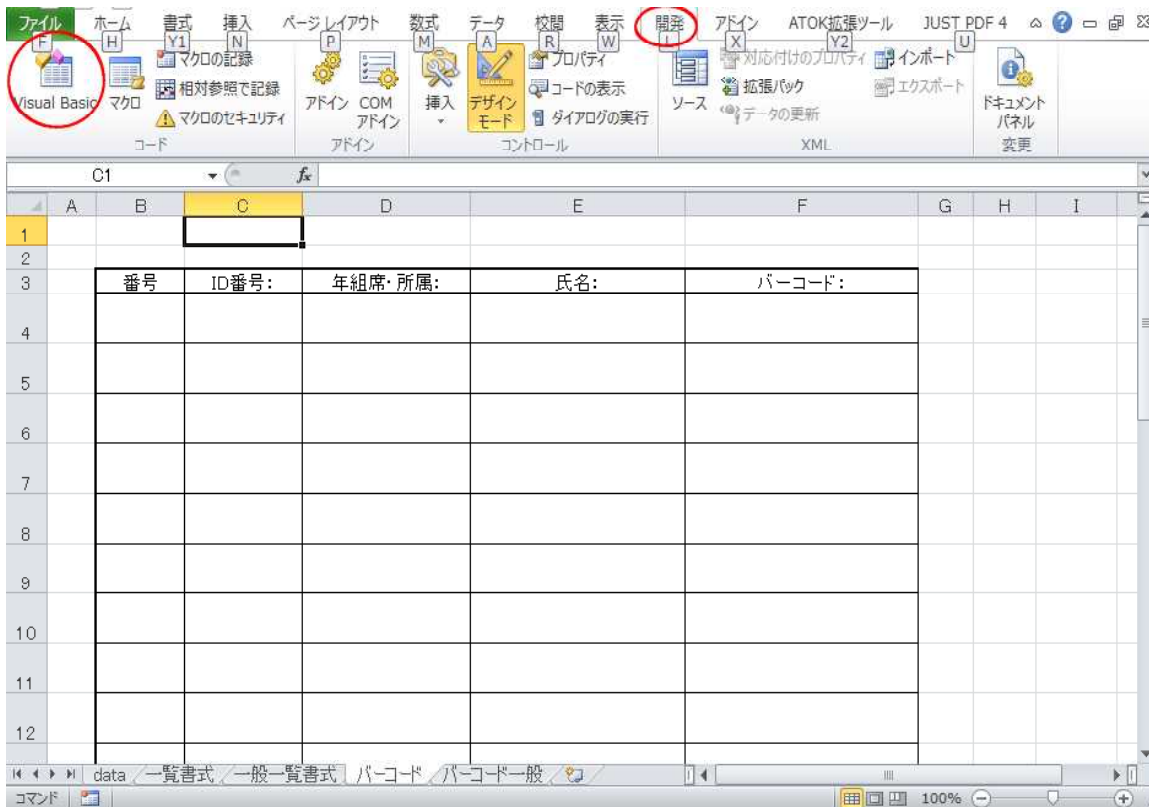 ファイル ホーム 書式 挿入 ページ レイアウト 数式 データ 校閲 表示 開発 アドイン ATOK拡張ツール JUST PDF 4
F H Y1 N P M A R W L X Y2 U
Visual Basic マクロ マクロの記録 アドイン COM アドイン 挿入 デザイン モード プロパティ ソース 対応付けのプロパティ インポート ドキュメント パネル
相対参照で記録 コードの表示 拡張パック エクスポート
マクロのセキュリティ ダイアログの実行 データの更新
コード アドイン コントロール XML 変更
C1 fx
A B C D E F G H I
1
2
3 番号 ID番号: 年組席・所属: 氏名: バーコード:
4
5
6
7
8
9
10
11
12
data 一覧書式 一般一覧書式 バーコード バーコード一般
コマンド 100%